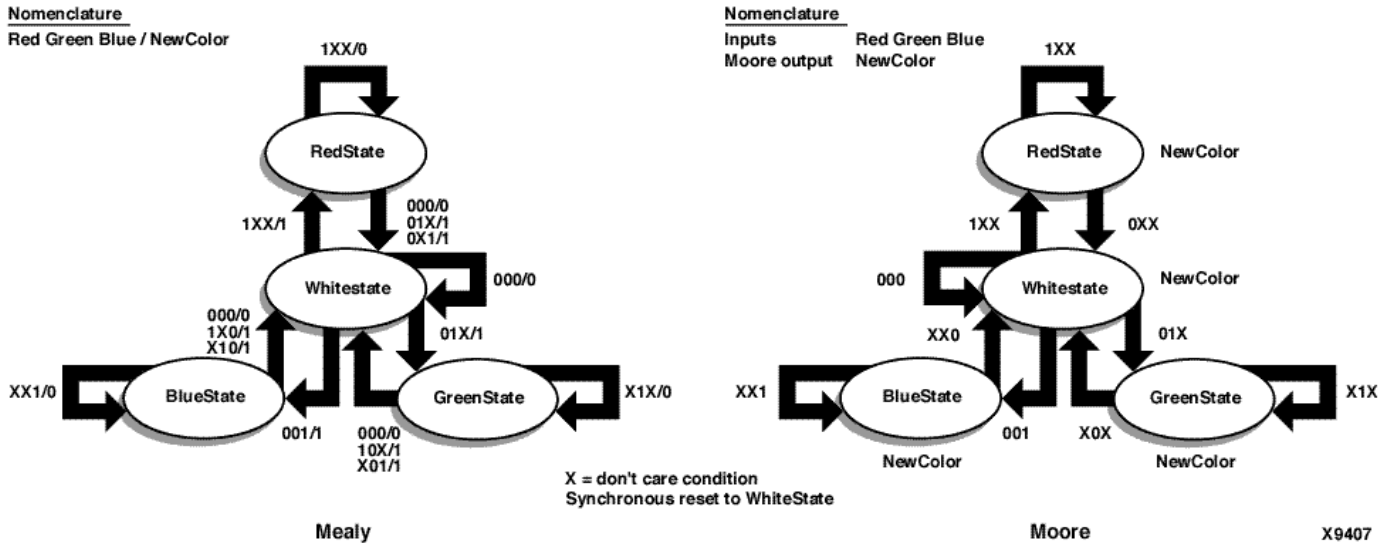 Nomenclature
Red Green Blue / NewColor
1XX/0
RedState
1XX/1
000/0
01X/1
0X1/1
Whitestate
000/0
000/0
1X0/1
X10/1
01X/1
XX1/0
BlueState
GreenState
X1X/0
001/1
000/0
10X/1
X01/1
Mealy
Nomenclature
Inputs Red Green Blue
Moore output NewColor
1XX
RedState NewColor
1XX
0XX
000
Whitestate NewColor
XX0
01X
XX1
BlueState
GreenState
X1X
001
X0X
NewColor
NewColor
X = don't care condition
Synchronous reset to WhiteState
Moore
X9407